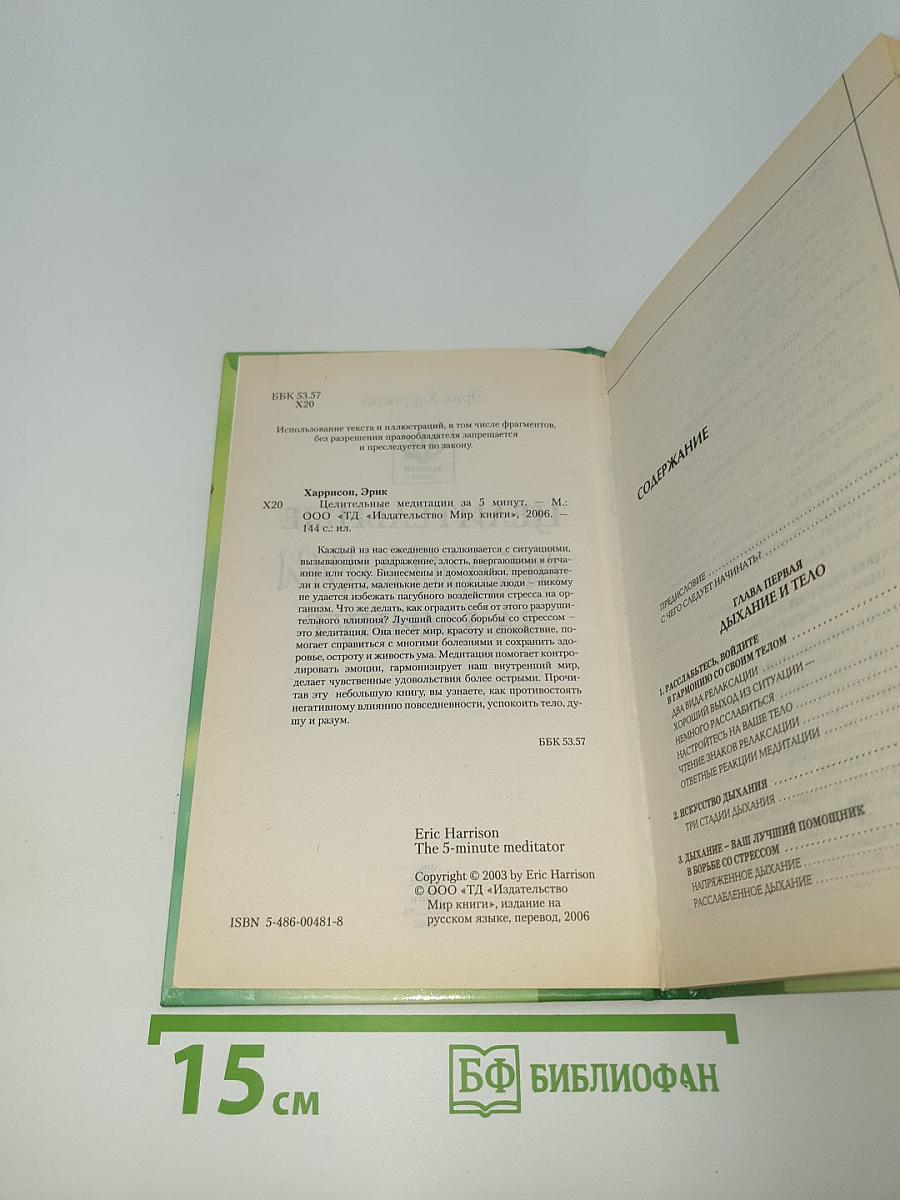 ББК 53.57
Х20
Использование текста и иллюстраций, в том числе фрагментов,
без разрешения правообладателя запрещается
и преследуется по закону.
Харрисон, Эрик
Х20 Целительные медитации за 5 минут. — М.:
ООО «ТД «Издательство Мир книги», 2006. —
144 с.: ил.
Каждый из нас ежедневно сталкивается с ситуациями,
вызывающими раздражение, злость, ввергающими в отча-
яние или тоску. Бизнесмены и домохозяйки, преподавате-
ли и студенты, маленькие дети и пожилые люди – никому
не удается избежать пагубного воздействия стресса на ор-
ганизм. Что же делать, как оградить себя от этого разруши-
тельного влияния? Лучший способ борьбы со стрессом –
это медитация. Она несет мир, красоту и спокойствие, по-
могает справиться с многими болезнями и сохранить здо-
ровье, остроту и живость ума. Медитация помогает контро-
лировать эмоции, гармонизирует наш внутренний мир,
делает чувственные удовольствия более острыми. Прочи-
тав эту небольшую книгу, вы узнаете, как противостоять
негативному влиянию повседневности, успокоить тело, ду-
шу и разум.
ББК 53.57
Eric Harrison
The 5-minute meditator
Copyright © 2003 by Eric Harrison
© ООО «ТД «Издательство
Мир книги», издание на
русском языке, перевод, 2006
ISBN 5-486-00481-8
СОДЕРЖАНИЕ
ПРЕДИСЛОВИЕ
С ЧЕГО СЛЕДУЕТ НАЧИНАТЬ?
ГЛАВА ПЕРВАЯ
ДЫХАНИЕ И ТЕЛО
1. РАССЛАБЬТЕСЬ, ВОЙДИТЕ
В ГАРМОНИЮ СО СВОИМ ТЕЛОМ
ДВА ВИДА РЕЛАКСАЦИИ
ХОРОШИЙ ВЫХОД ИЗ СИТУАЦИИ —
НЕМНОГО РАССЛАБИТЬСЯ
НАСТРОЙТЕСЬ НА ВАШЕ ТЕЛО
ЧТЕНИЕ ЗНАКОВ РЕЛАКСАЦИИ
ОТВЕТНЫЕ РЕАКЦИИ МЕДИТАЦИИ
2. ИСКУССТВО ДЫХАНИЯ
ТРИ СТАДИИ ДЫХАНИЯ
3. ДЫХАНИЕ – ВАШ ЛУЧШИЙ ПОМОЩНИК
В БОРЬБЕ СО СТРЕССОМ
НАПРЯЖЕННОЕ ДЫХАНИЕ
РАССЛАБЛЕННОЕ ДЫХАНИЕ
15 см
БФ БИБЛИОФАН